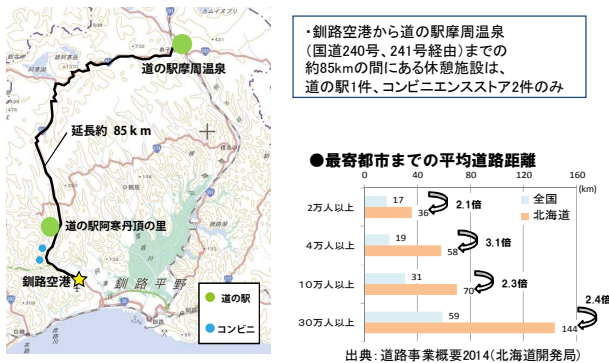 道の駅摩周温泉
延長約 85km
道の駅阿寒丹頂の里
釧路空港
釧路平野
道の駅
コンビニ
・釧路空港から道の駅摩周温泉
(国道240号、241号経由)までの
約85kmの間にある休憩施設は、
道の駅1件、コンビニエンスストア2件のみ
●最寄都市までの平均道路距離
0 40 80 120 160
(km)
全国
北海道
2万人以上 17 36 2.1倍
4万人以上 19 58 3.1倍
10万人以上 31 70 2.3倍
30万人以上 59 144 2.4倍
出典:道路事業概要2014(北海道開発局)